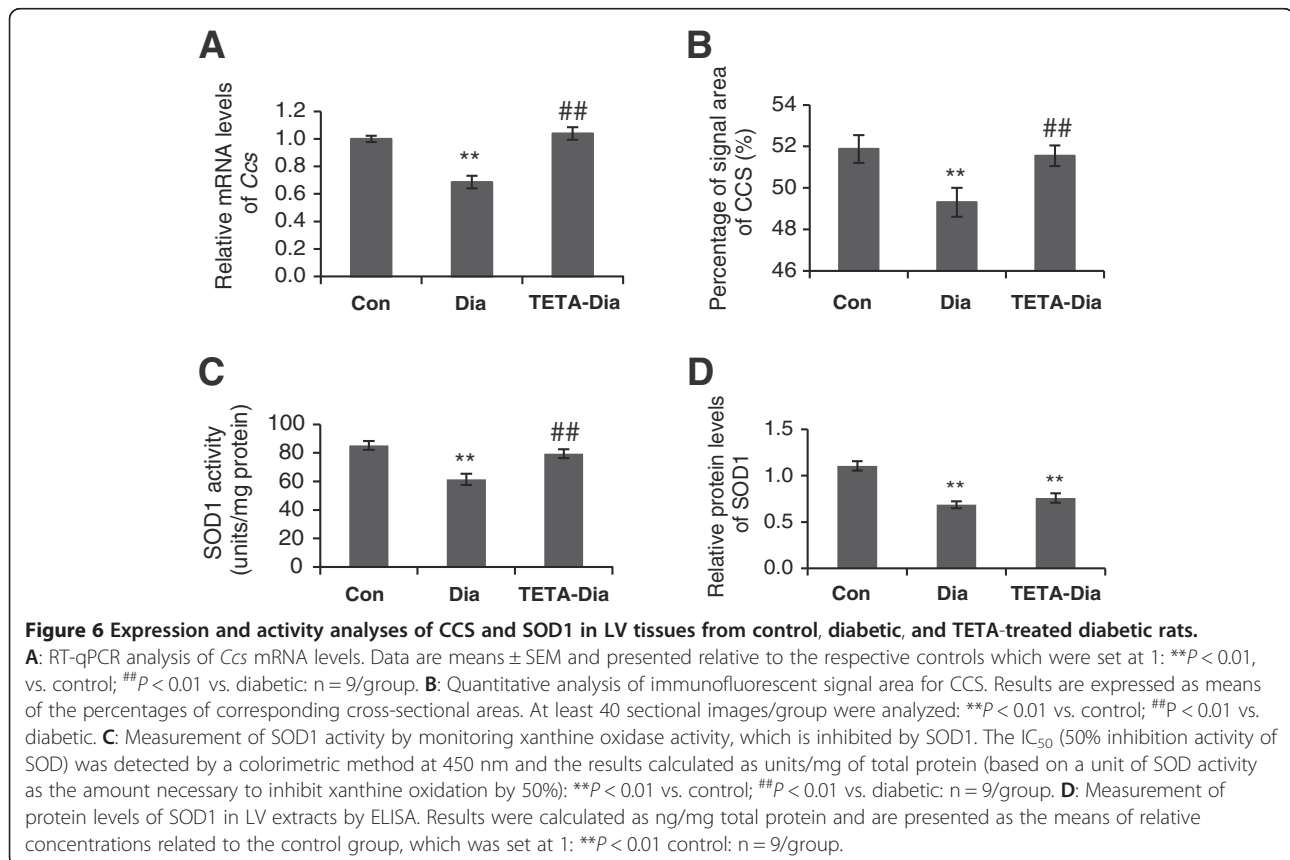 A
Relative mRNA levels
of Ccs
1.2
1.0
0.8
0.6
0.4
0.2
0.0
**
##
Con Dia TETA-Dia
B
Percentage of signal area
of CCS (%)
54
52
50
48
46
**
##
Con Dia TETA-Dia
C
SOD1 activity
(units/mg protein)
100
80
60
40
20
0
**
##
Con Dia TETA-Dia
D
Relative protein levels
of SOD1
1.5
1.0
0.5
0.0
**
**
Con Dia TETA-Dia
Figure 6 Expression and activity analyses of CCS and SOD1 in LV tissues from control, diabetic, and TETA-treated diabetic rats.
A: RT-qPCR analysis of Ccs mRNA levels. Data are means ± SEM and presented relative to the respective controls which were set at 1: **P < 0.01,
vs. control; ##P < 0.01 vs. diabetic: n = 9/group. B: Quantitative analysis of immunofluorescent signal area for CCS. Results are expressed as means
of the percentages of corresponding cross-sectional areas. At least 40 sectional images/group were analyzed: **P < 0.01 vs. control; ##P < 0.01 vs.
diabetic. C: Measurement of SOD1 activity by monitoring xanthine oxidase activity, which is inhibited by SOD1. The IC50 (50% inhibition activity of
SOD) was detected by a colorimetric method at 450 nm and the results calculated as units/mg of total protein (based on a unit of SOD activity
as the amount necessary to inhibit xanthine oxidation by 50%): **P < 0.01 vs. control; ##P < 0.01 vs. diabetic: n = 9/group. D: Measurement of
protein levels of SOD1 in LV extracts by ELISA. Results were calculated as ng/mg total protein and are presented as the means of relative
concentrations related to the control group, which was set at 1: **P < 0.01 control: n = 9/group.